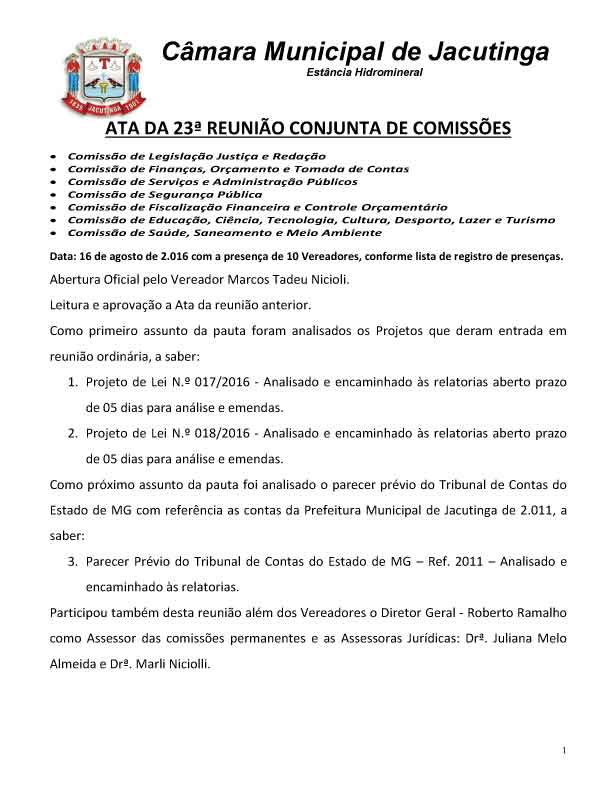 Câmara Municipal de Jacutinga
Estância Hidromineral
1835 JACUTINGA 1901
ATA DA 23ª REUNIÃO CONJUNTA DE COMISSÕES
• Comissão de Legislação Justiça e Redação
• Comissão de Finanças, Orçamento e Tomada de Contas
• Comissão de Serviços e Administração Públicos
• Comissão de Segurança Pública
• Comissão de Fiscalização Financeira e Controle Orçamentário
• Comissão de Educação, Ciência, Tecnologia, Cultura, Desporto, Lazer e Turismo
• Comissão de Saúde, Saneamento e Meio Ambiente
Data: 16 de agosto de 2.016 com a presença de 10 Vereadores, conforme lista de registro de presenças.
Abertura Oficial pelo Vereador Marcos Tadeu Nicioli.
Leitura e aprovação a Ata da reunião anterior.
Como primeiro assunto da pauta foram analisados os Projetos que deram entrada em
reunião ordinária, a saber:
1. Projeto de Lei N.º 017/2016 - Analisado e encaminhado às relatorias aberto prazo
de 05 dias para análise e emendas.
2. Projeto de Lei N.º 018/2016 - Analisado e encaminhado às relatorias aberto prazo
de 05 dias para análise e emendas.
Como próximo assunto da pauta foi analisado o parecer prévio do Tribunal de Contas do
Estado de MG com referência as contas da Prefeitura Municipal de Jacutinga de 2.011, a
saber:
3. Parecer Prévio do Tribunal de Contas do Estado de MG – Ref. 2011 – Analisado e
encaminhado às relatorias.
Participou também desta reunião além dos Vereadores o Diretor Geral - Roberto Ramalho
como Assessor das comissões permanentes e as Assessoras Jurídicas: Drª. Juliana Melo
Almeida e Drª. Marli Niciolli.
1